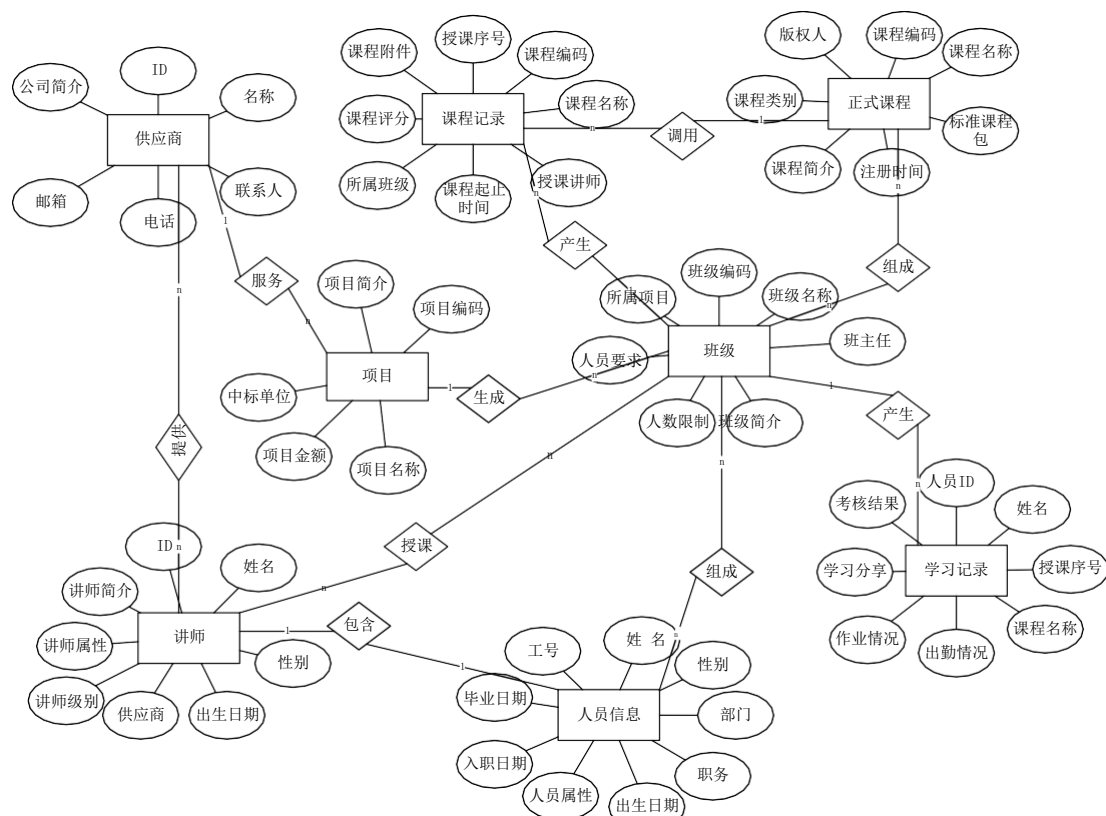 版权人
课程编码
授课序号
课程附件
课程编码
课程名称
ID
公司简介
名称
课程类别
正式课程
课程评分
课程记录
课程名称
标准课程
包
供应商
n
调用
1
所属班级
课程起止
时间
授课讲师
课程简介
注册时间
n
邮箱
电话
联系人
1
n
产生
组成
服务
项目简介
班级编码
n
所属项目
1
班级名称
n
项目编码
n
班主任
人员要求
班级
项目
n
中标单位
1
生成
1
提供
项目金额
项目名称
人数限制
班级简介
产生
n
n
n
人员ID
考核结果
姓名
ID
n
授课
姓名
组成
学习分享
学习记录
授课序号
讲师简介
n
作业情况
出勤情况
课程名称
讲师属性
讲师
1
包含
n
讲师级别
供应商
出生日期
性别
1
工号
姓 名
性别
毕业日期
人员信息
部门
入职日期
人员属性
出生日期
职务